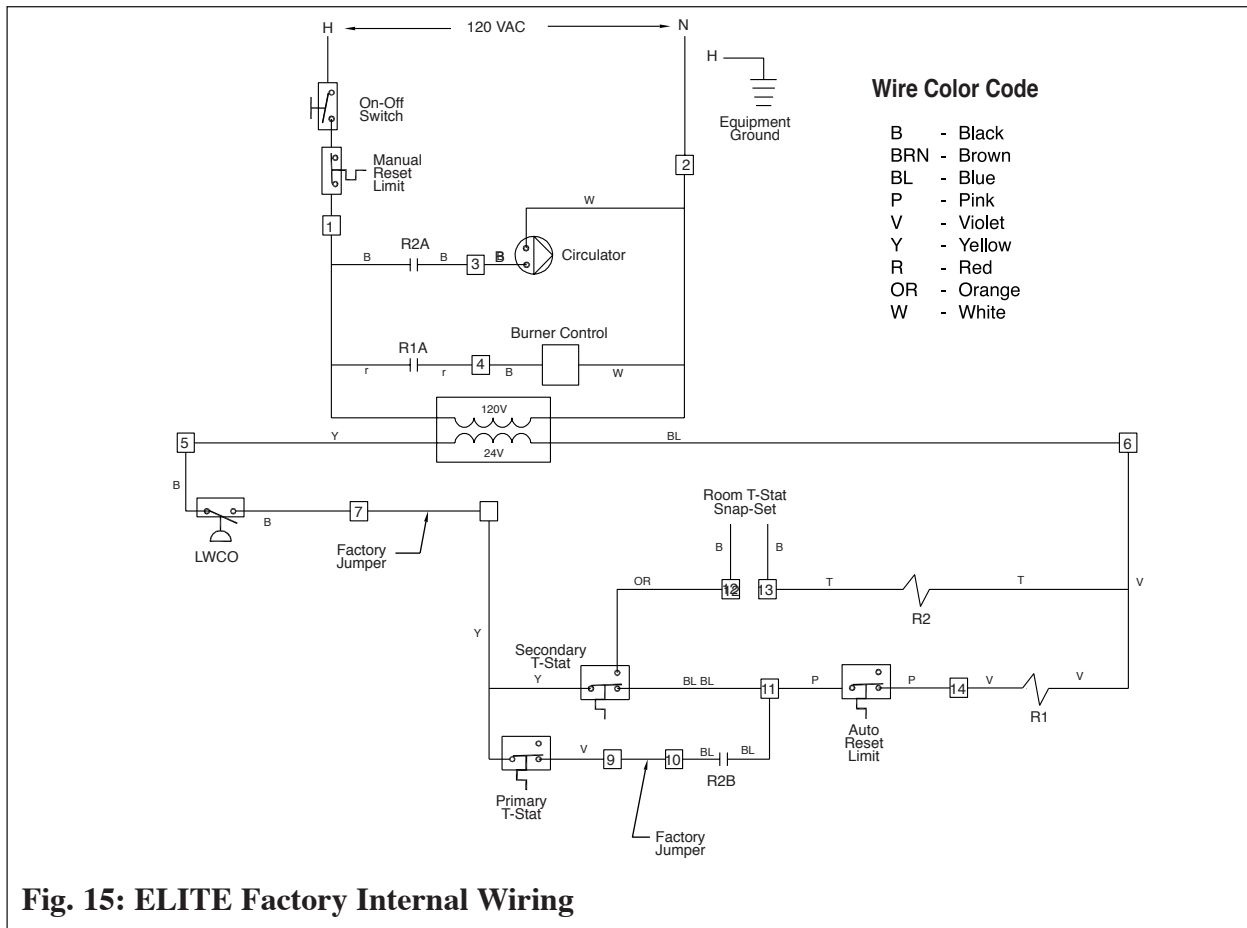 H 120 VAC N
H
Equipment
Ground
On-Off
Switch
Manual
Reset
Limit
1
2
W
R2A
B B 3 B
Circulator
Burner Control
R1A
r r 4 B W
120V
24V
5 Y BL 6
B
B
LWCO
7
Factory
Jumper
Room T-Stat
Snap-Set
B B
OR 12 13 T T V
R2
Y
Secondary
T-Stat
Y BL BL 11 P P 14 V V
R1
Auto
Reset
Limit
V 9 10 BL BL
R2B
Primary
T-Stat
Factory
Jumper
Wire Color Code
B - Black
BRN - Brown
BL - Blue
P - Pink
V - Violet
Y - Yellow
R - Red
OR - Orange
W - White
Fig. 15: ELITE Factory Internal Wiring